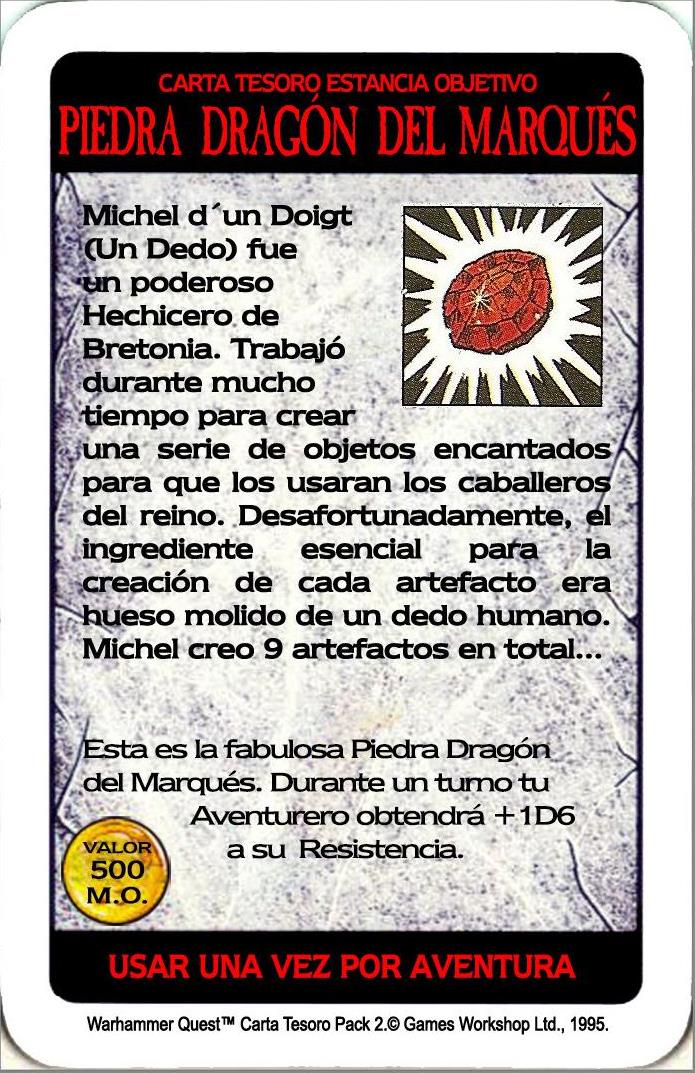 CARTA TESORO ESTANCIA OBJETIVO
PIEDRA DRAGÓN DEL MARQUÉS
Michel d´un Doigt
(Un Dedo) fue
un poderoso
Hechicero de
Bretonia. Trabajó
durante mucho
tiempo para crear
una serie de objetos encantados
para que los usaran los caballeros
del reino. Desafortunadamente, el
ingrediente esencial para la
creación de cada artefacto era
hueso molido de un dedo humano.
Michel creo 9 artefactos en total...
Esta es la fabulosa Piedra Dragón
del Marqués. Durante un turno tu
Aventurero obtendrá +1D6
a su Resistencia.
VALOR
500
M.O.
USAR UNA VEZ POR AVENTURA
Warhammer Quest™ Carta Tesoro Pack 2.© Games Workshop Ltd., 1995.